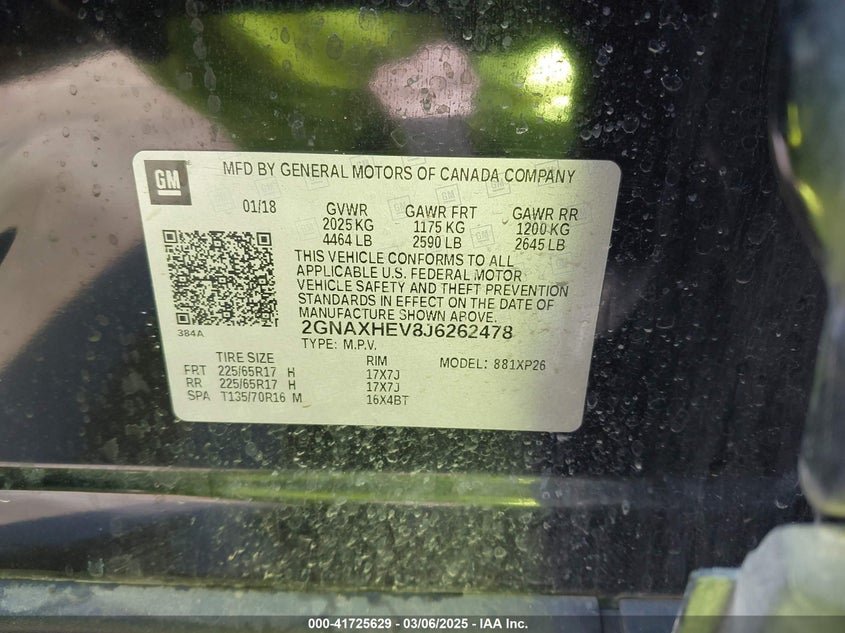 GM
MFD BY GENERAL MOTORS OF CANADA COMPANY
01/18 GVWR GAWR FRT GAWR RR
2025 KG 1175 KG 1200 KG
4464 LB 2590 LB 2645 LB
THIS VEHICLE CONFORMS TO ALL
APPLICABLE U.S. FEDERAL MOTOR
VEHICLE SAFETY AND THEFT PREVENTION
STANDARDS IN EFFECT ON THE DATE OF
MANUFACTURE SHOWN ABOVE.
384A
2GNAXHEV8J6262478
TYPE: M.P.V.
TIRE SIZE RIM MODEL: 881XP26
FRT 225/65R17 H 17X7J
RR 225/65R17 H 17X7J
SPA T135/70R16 M 16X4BT
000-41725629 - 03/06/2025 - IAA Inc.